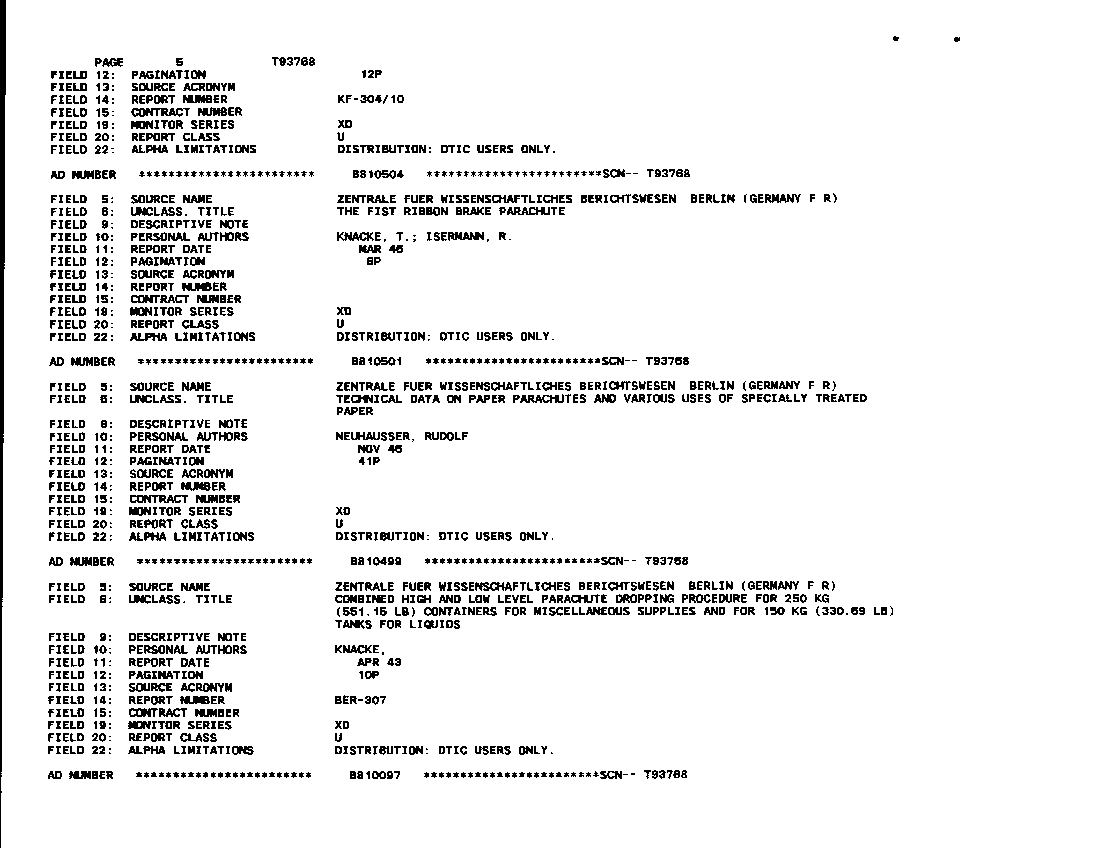 PAGE 5 T93768
FIELD 12: PAGINATION 12P
FIELD 13: SOURCE ACRONYM
FIELD 14: REPORT NUMBER KF-304/10
FIELD 15: CONTRACT NUMBER
FIELD 19: MONITOR SERIES XD
FIELD 20: REPORT CLASS U
FIELD 22: ALPHA LIMITATIONS DISTRIBUTION: DTIC USERS ONLY.
AD NUMBER ************************ B810504 ************************SCN-- T93768
FIELD 5: SOURCE NAME ZENTRALE FUER WISSENSCHAFTLICHES BERICHTSWESEN BERLIN (GERMANY F R)
FIELD 6: UNCLASS. TITLE THE FIST RIBBON BRAKE PARACHUTE
FIELD 9: DESCRIPTIVE NOTE
FIELD 10: PERSONAL AUTHORS KNACKE, T.; ISERMANN, R.
FIELD 11: REPORT DATE MAR 46
FIELD 12: PAGINATION 8P
FIELD 13: SOURCE ACRONYM
FIELD 14: REPORT NUMBER
FIELD 15: CONTRACT NUMBER
FIELD 19: MONITOR SERIES XD
FIELD 20: REPORT CLASS U
FIELD 22: ALPHA LIMITATIONS DISTRIBUTION: DTIC USERS ONLY.
AD NUMBER ************************ B810501 ************************SCN-- T93768
FIELD 5: SOURCE NAME ZENTRALE FUER WISSENSCHAFTLICHES BERICHTSWESEN BERLIN (GERMANY F R)
FIELD 6: UNCLASS. TITLE TECHNICAL DATA ON PAPER PARACHUTES AND VARIOUS USES OF SPECIALLY TREATED
PAPER
FIELD 9: DESCRIPTIVE NOTE
FIELD 10: PERSONAL AUTHORS NEUHAUSSER, RUDOLF
FIELD 11: REPORT DATE NOV 46
FIELD 12: PAGINATION 41P
FIELD 13: SOURCE ACRONYM
FIELD 14: REPORT NUMBER
FIELD 15: CONTRACT NUMBER
FIELD 19: MONITOR SERIES XD
FIELD 20: REPORT CLASS U
FIELD 22: ALPHA LIMITATIONS DISTRIBUTION: DTIC USERS ONLY.
AD NUMBER ************************ B810499 ************************SCN-- T93768
FIELD 5: SOURCE NAME ZENTRALE FUER WISSENSCHAFTLICHES BERICHTSWESEN BERLIN (GERMANY F R)
FIELD 6: UNCLASS. TITLE COMBINED HIGH AND LOW LEVEL PARACHUTE DROPPING PROCEDURE FOR 250 KG
(551.15 LB) CONTAINERS FOR MISCELLANEOUS SUPPLIES AND FOR 150 KG (330.69 LB)
TANKS FOR LIQUIDS
FIELD 9: DESCRIPTIVE NOTE
FIELD 10: PERSONAL AUTHORS KNACKE,
FIELD 11: REPORT DATE APR 43
FIELD 12: PAGINATION 10P
FIELD 13: SOURCE ACRONYM
FIELD 14: REPORT NUMBER BER-307
FIELD 15: CONTRACT NUMBER
FIELD 19: MONITOR SERIES XD
FIELD 20: REPORT CLASS U
FIELD 22: ALPHA LIMITATIONS DISTRIBUTION: DTIC USERS ONLY.
AD NUMBER ************************ B810097 ************************SCN-- T93768